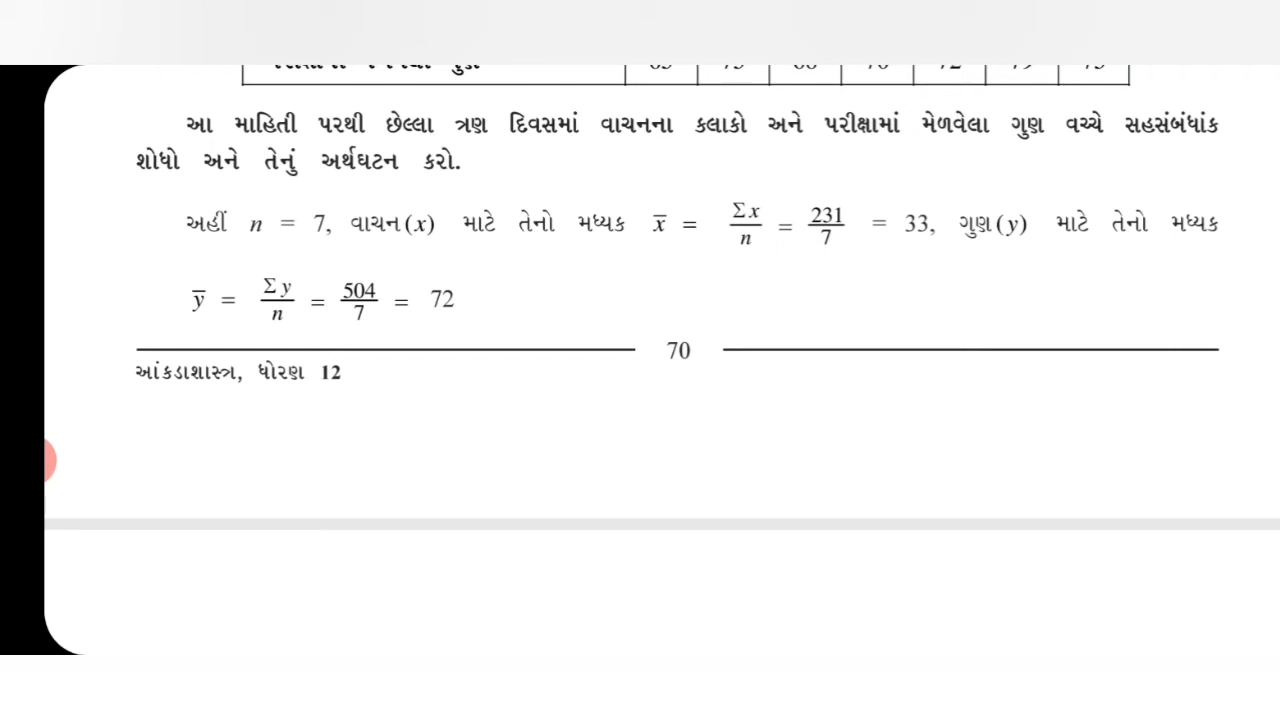 આ માહિતી પરથી છેલ્લા ત્રણ દિવસમાં વાચનના કલાકો અને પરીક્ષામાં મેળવેલા ગુણ વચ્ચે સહસંબંધાંક
શોધો અને તેનું અર્થઘટન કરો.
અહીં n = 7, વાચન(x) માટે તેનો મધ્યક x̅ = Σx/n = 231/7 = 33, ગુણ(y) માટે તેનો મધ્યક
y̅ = Σy/n = 504/7 = 72
70
આંકડાશાસ્ત્ર, ધોરણ 12